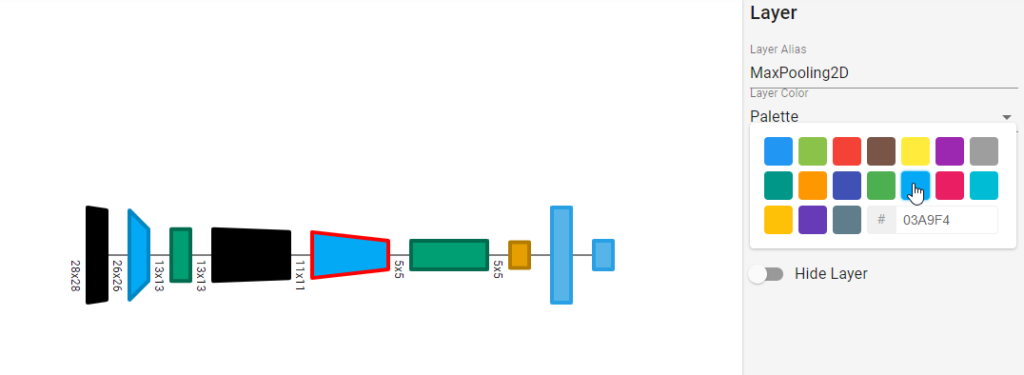 28x28
26x26
13x13
13x13
11x11
5x5
5x5
Layer
Layer Alias
MaxPooling2D
Layer Color
Palette
# 03A9F4
Hide Layer